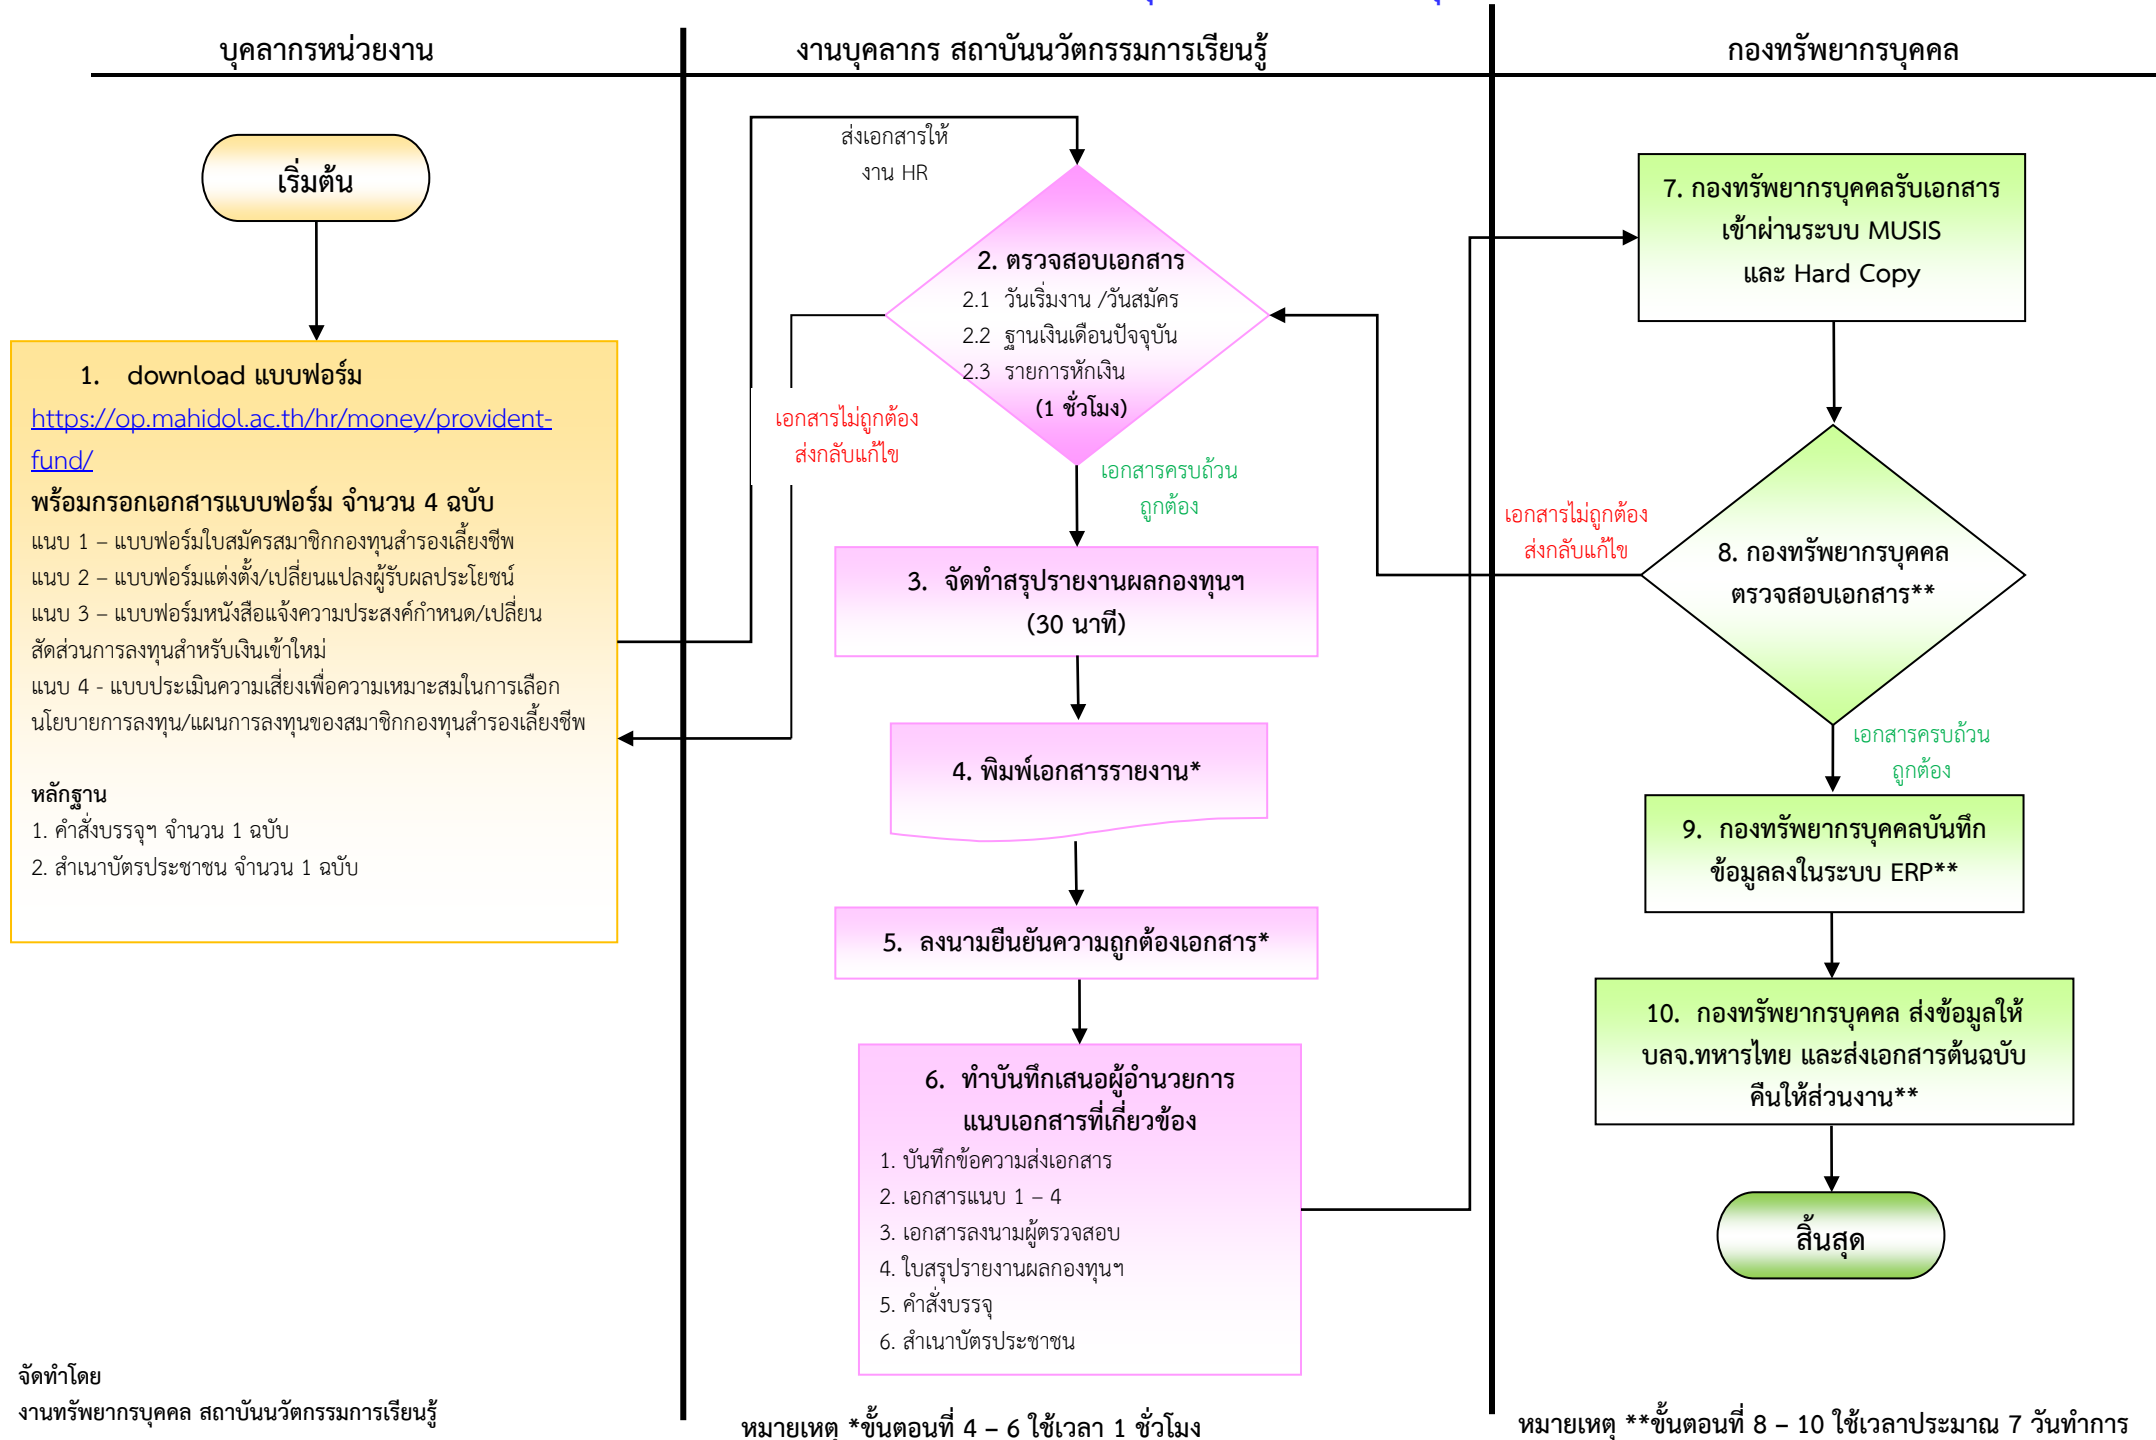 บุคลากรหน่วยงาน
งานบุคลากร สถาบันนวัตกรรมการเรียนรู้
กองทรัพยากรบุคคล
เริ่มต้น
1. download แบบฟอร์ม
https://op.mahidol.ac.th/hr/money/provident-
fund/
พร้อมกรอกเอกสารแบบฟอร์ม จำนวน 4 ฉบับ
แนบ 1 – แบบฟอร์มใบสมัครสมาชิกกองทุนสำรองเลี้ยงชีพ
แนบ 2 – แบบฟอร์มแต่งตั้ง/เปลี่ยนแปลงผู้รับผลประโยชน์
แนบ 3 – แบบฟอร์มหนังสือแจ้งความประสงค์กำหนด/เปลี่ยน
สัดส่วนการลงทุนสำหรับเงินเข้าใหม่
แนบ 4 - แบบประเมินความเสี่ยงเพื่อความเหมาะสมในการเลือก
นโยบายการลงทุน/แผนการลงทุนของสมาชิกกองทุนสำรองเลี้ยงชีพ
หลักฐาน
1. คำสั่งบรรจุฯ จำนวน 1 ฉบับ
2. สำเนาบัตรประชาชน จำนวน 1 ฉบับ
จัดทำโดย
งานทรัพยากรบุคคล สถาบันนวัตกรรมการเรียนรู้
ส่งเอกสารให้
งาน HR
2. ตรวจสอบเอกสาร
2.1 วันเริ่มงาน /วันสมัคร
2.2 ฐานเงินเดือนปัจจุบัน
2.3 รายการหักเงิน
(1 ชั่วโมง)
เอกสารไม่ถูกต้อง
ส่งกลับแก้ไข
เอกสารครบถ้วน
ถูกต้อง
3. จัดทำสรุปรายงานผลกองทุนฯ
(30 นาที)
4. พิมพ์เอกสารรายงาน*
5. ลงนามยืนยันความถูกต้องเอกสาร*
6. ทำบันทึกเสนอผู้อำนวยการ
แนบเอกสารที่เกี่ยวข้อง
1. บันทึกข้อความส่งเอกสาร
2. เอกสารแนบ 1 – 4
3. เอกสารลงนามผู้ตรวจสอบ
4. ใบสรุปรายงานผลกองทุนฯ
5. คำสั่งบรรจุ
6. สำเนาบัตรประชาชน
หมายเหตุ *ขั้นตอนที่ 4 – 6 ใช้เวลา 1 ชั่วโมง
7. กองทรัพยากรบุคคลรับเอกสาร
เข้าผ่านระบบ MUSIS
และ Hard Copy
เอกสารไม่ถูกต้อง
ส่งกลับแก้ไข
8. กองทรัพยากรบุคคล
ตรวจสอบเอกสาร**
เอกสารครบถ้วน
ถูกต้อง
9. กองทรัพยากรบุคคลบันทึก
ข้อมูลลงในระบบ ERP**
10. กองทรัพยากรบุคคล ส่งข้อมูลให้
บลจ.ทหารไทย และส่งเอกสารต้นฉบับ
คืนให้ส่วนงาน**
สิ้นสุด
หมายเหตุ **ขั้นตอนที่ 8 – 10 ใช้เวลาประมาณ 7 วันทำการ